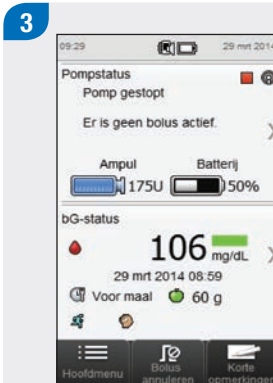 3
09:29 29 mrt 2014
Pompstatus
Pomp gestopt
Er is geen bolus actief.
Ampul Batterij
175U 50%
bG-status
106 mg/dL
29 mrt 2014 08:59
Voor maal 60 g
Hoofdmenu Bolus annuleren Korte opmerkingen